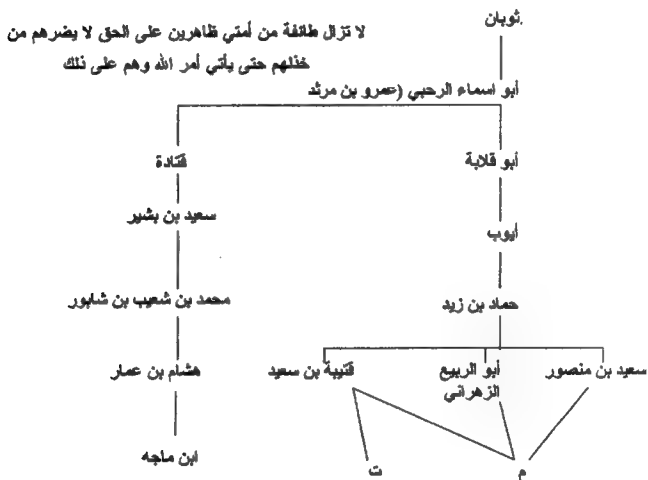 ثوبان
لا تزال طائفة من أمتي ظاهرين على الحق لا يضرهم من
خذلهم حتى يأتي أمر الله وهم على ذلك
أبو اسماء الرحبي (عمرو بن مرثد
أبو قلابة
قتادة
سعيد بن بشير
أيوب
حماد بن زيد
محمد بن شعيب بن شابور
سعيد بن منصور
أبو الربيع
الزهراني
قتيبة بن سعيد
هشام بن عمار
م
ت
ابن ماجه